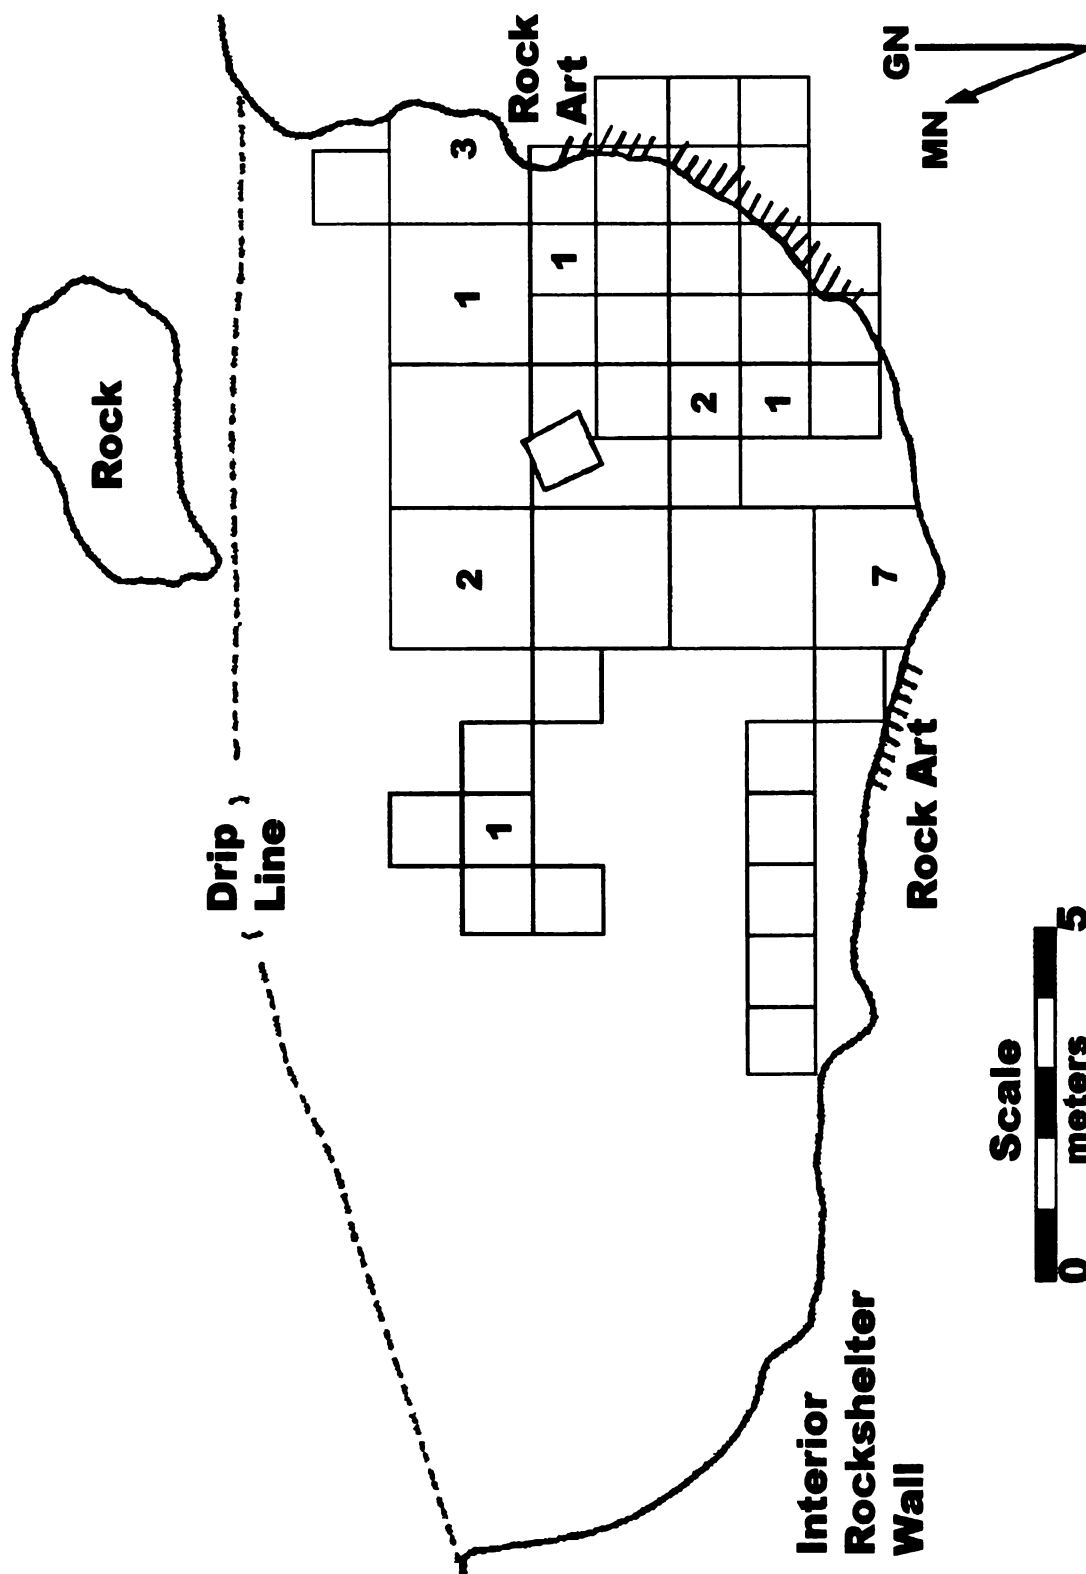 Rock
Drip
Line
2
1
3
1
Rock
Art
1
2
1
7
Interior
Rockshelter
Wall
Rock Art
GN
MN
Scale
0 meters 5